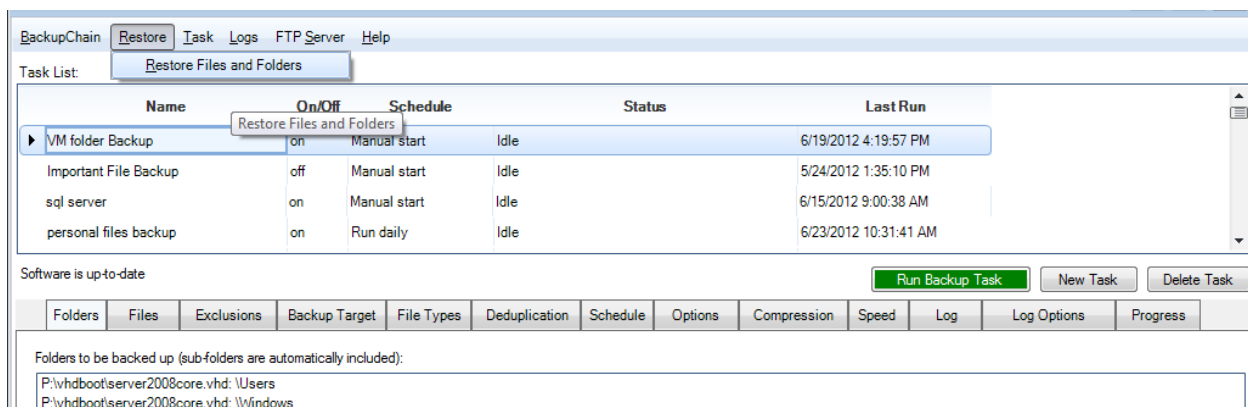 BackupChain Restore Task Logs FTP Server Help
Restore Files and Folders
Task List:
Name On/Off Schedule Status Last Run
Restore Files and Folders
VM folder Backup on Manual start Idle 6/19/2012 4:19:57 PM
Important File Backup off Manual start Idle 5/24/2012 1:35:10 PM
sql server on Manual start Idle 6/15/2012 9:00:38 AM
personal files backup on Run daily Idle 6/23/2012 10:31:41 AM
Software is up-to-date
Run Backup Task New Task Delete Task
Folders Files Exclusions Backup Target File Types Deduplication Schedule Options Compression Speed Log Log Options Progress
Folders to be backed up (sub-folders are automatically included):
P:\vhdboot\server2008core.vhd: \Users
P:\vhdboot\server2008core.vhd: \Windows